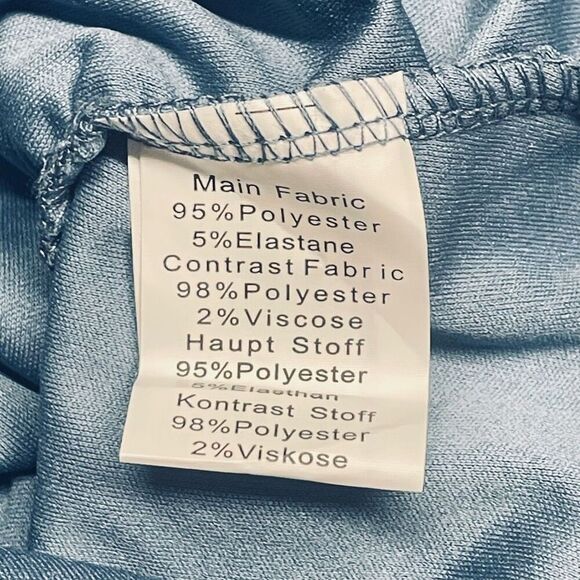 Main Fabric
95%Polyester
5%Elastane
Contrast Fabric
98%Polyester
2%Viscose
Haupt Stoff
95%Polyester
5%Elasthan
Kontrast Stoff
98%Polyester
2%Viskose